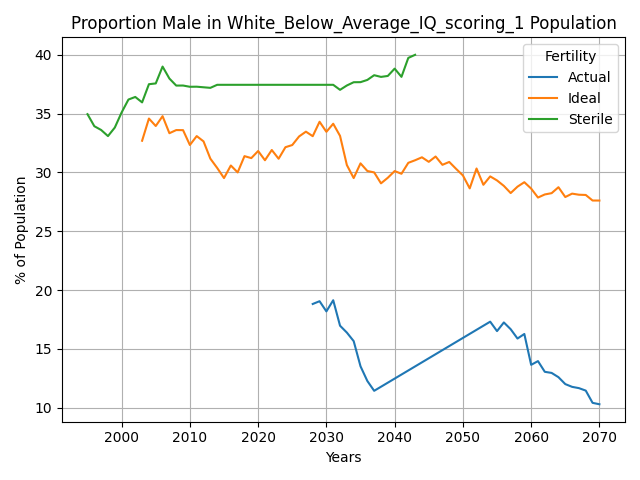 Proportion Male in White_Below_Average_IQ_scoring_1 Population
Fertility
Actual
Ideal
Sterile
% of Population
40
35
30
25
20
15
10
2000 2010 2020 2030 2040 2050 2060 2070
Years